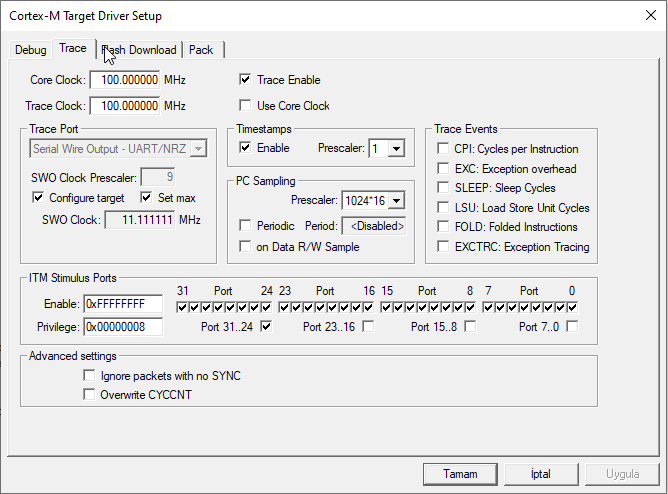 Cortex-M Target Driver Setup
Debug Trace Flash Download Pack
Core Clock: 100.000000 MHz Trace Enable
Trace Clock: 100.000000 MHz Use Core Clock
Trace Port Timestamps Trace Events
Serial Wire Output - UART/NRZ Enable Prescaler: 1 CPI: Cycles per Instruction
EXC: Exception overhead
SWO Clock Prescaler: 9 PC Sampling SLEEP: Sleep Cycles
Configure target Set max Prescaler: 1024*16 LSU: Load Store Unit Cycles
SWO Clock: 11.111111 MHz Periodic Period: <Disabled> FOLD: Folded Instructions
on Data R/W Sample EXCTRC: Exception Tracing
ITM Stimulus Ports
31 Port 24 23 Port 16 15 Port 8 7 Port 0
Enable: 0xFFFFFFFF
Privilege: 0x00000008 Port 31..24 Port 23..16 Port 15..8 Port 7..0
Advanced settings
Ignore packets with no SYNC
Overwrite CYCCNT
Tamam İptal Uygula